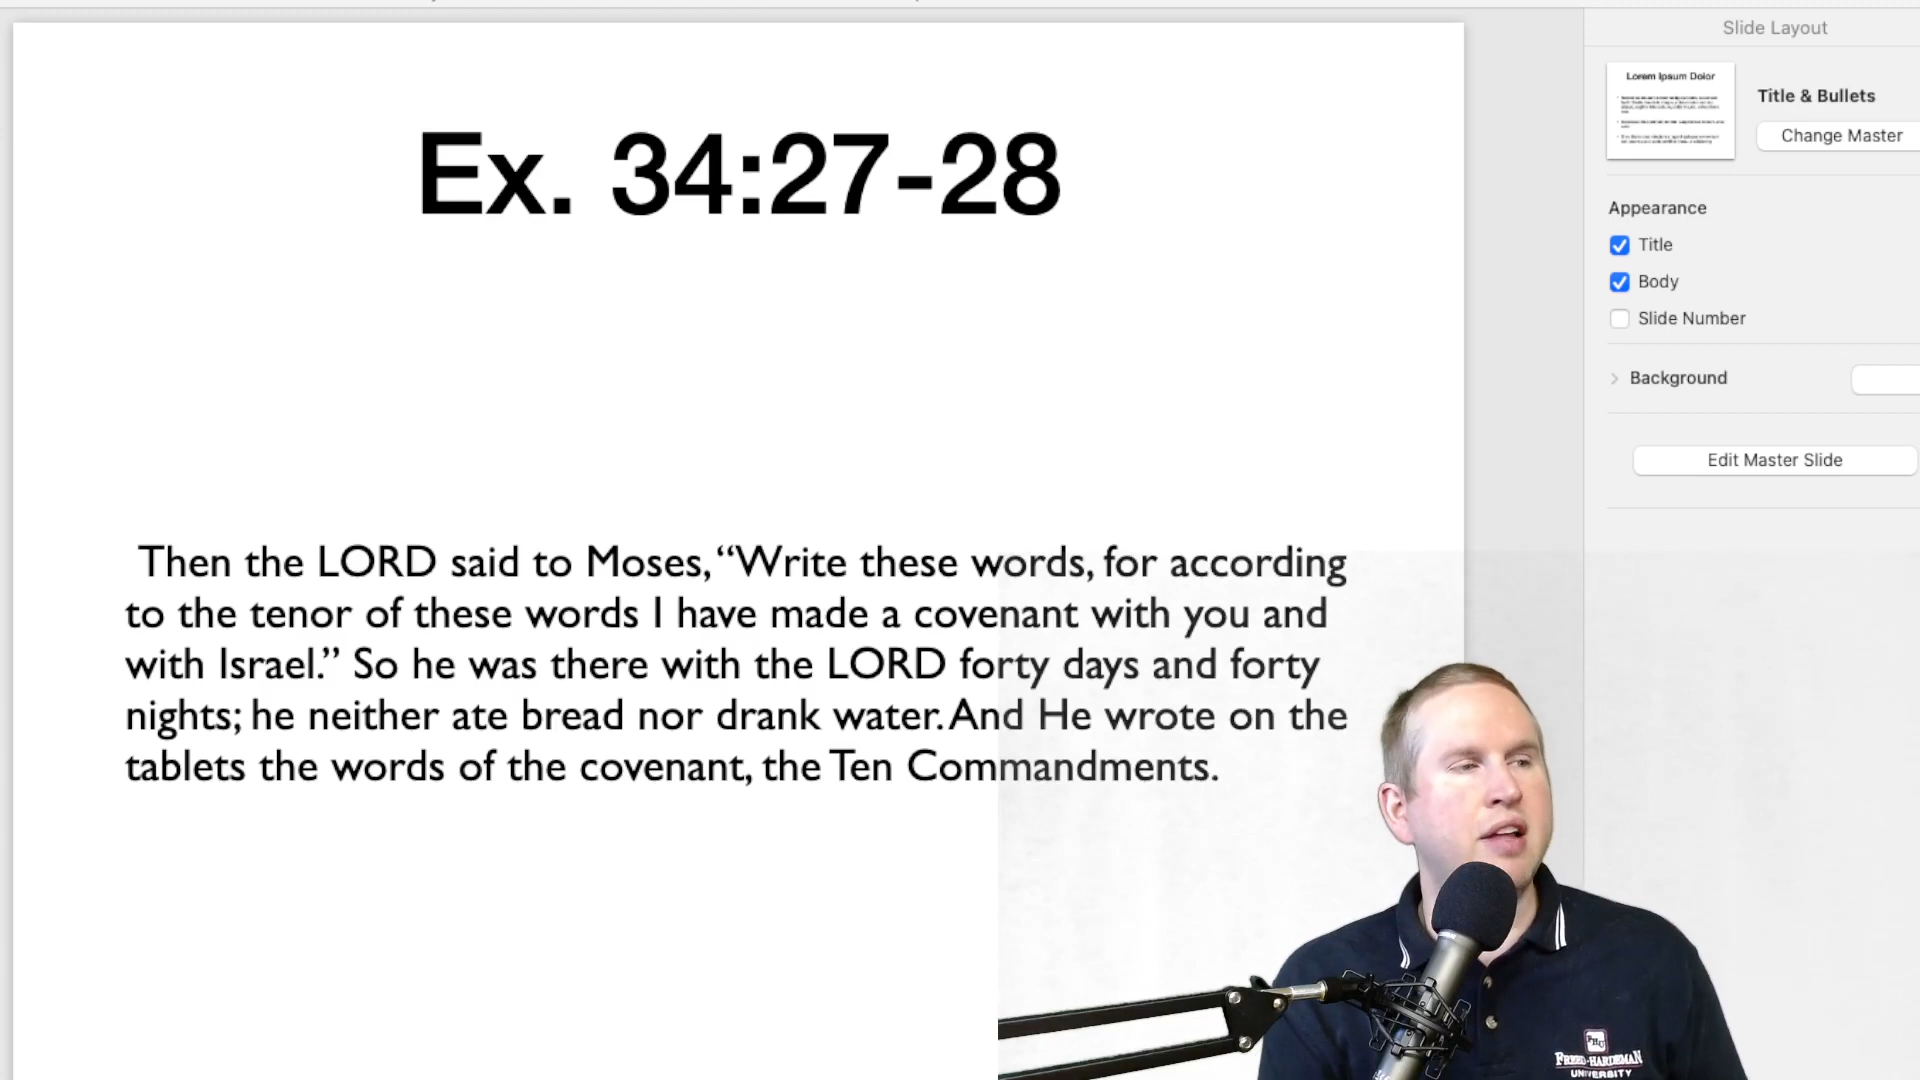 Slide Layout
Lorem Ipsum Dolor
Title & Bullets
Change Master
Appearance
Title
Body
Slide Number
Background
Edit Master Slide
Ex. 34:27-28
Then the LORD said to Moses, “Write these words, for according
to the tenor of these words I have made a covenant with you and
with Israel.” So he was there with the LORD forty days and forty
nights; he neither ate bread nor drank water. And He wrote on the
tablets the words of the covenant, the Ten Commandments.
FHU
FREED-HARDEMAN
UNIVERSITY